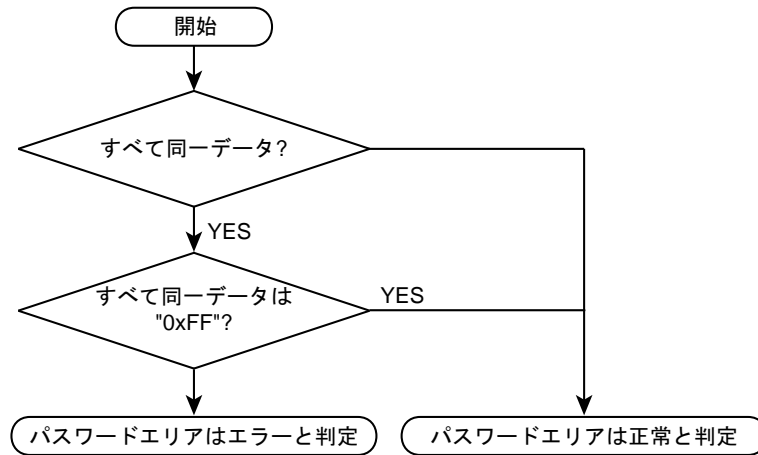 開始
すべて同一データ?
YES
すべて同一データは
"0xFF"?
YES
パスワードエリアはエラーと判定
パスワードエリアは正常と判定